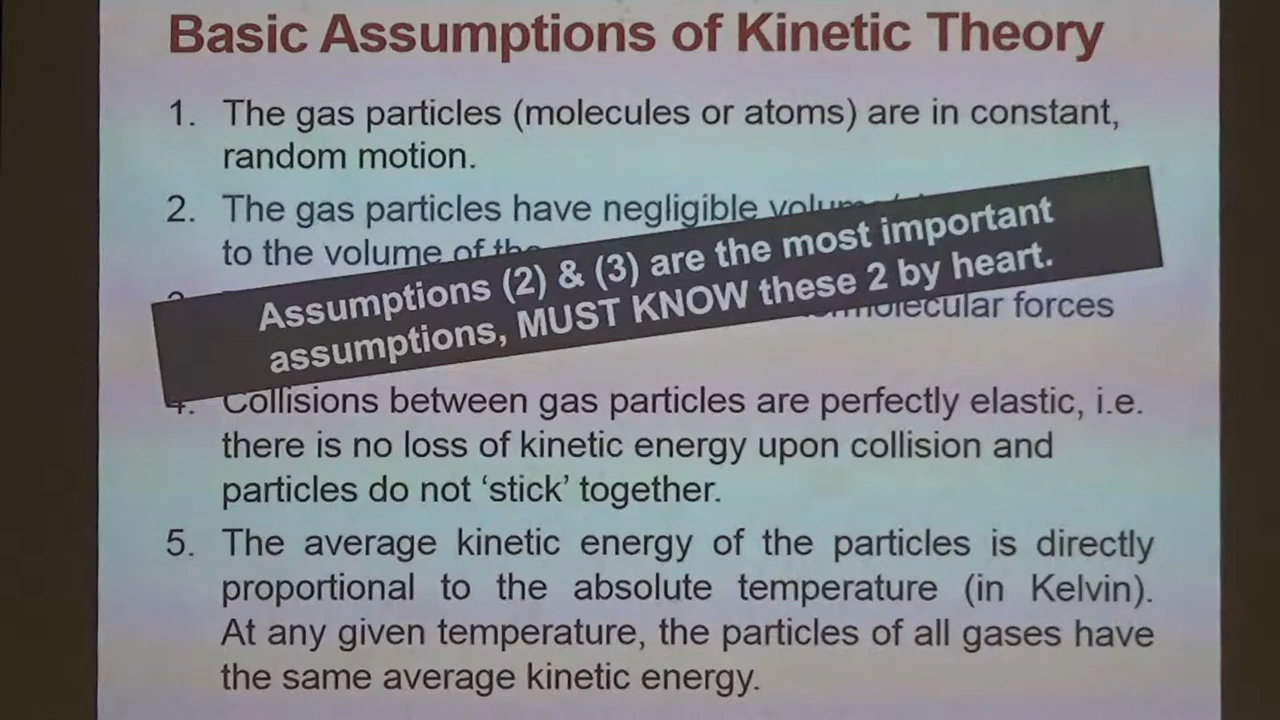 Basic Assumptions of Kinetic Theory
1. The gas particles (molecules or atoms) are in constant,
random motion.
2. The gas particles have negligible
to the volume of the
Assumptions (2) & (3) are the most important
assumptions, MUST KNOW these 2 by heart.
forces
4. Collisions between gas particles are perfectly elastic, i.e.
there is no loss of kinetic energy upon collision and
particles do not ‘stick’ together.
5. The average kinetic energy of the particles is directly
proportional to the absolute temperature (in Kelvin).
At any given temperature, the particles of all gases have
the same average kinetic energy.